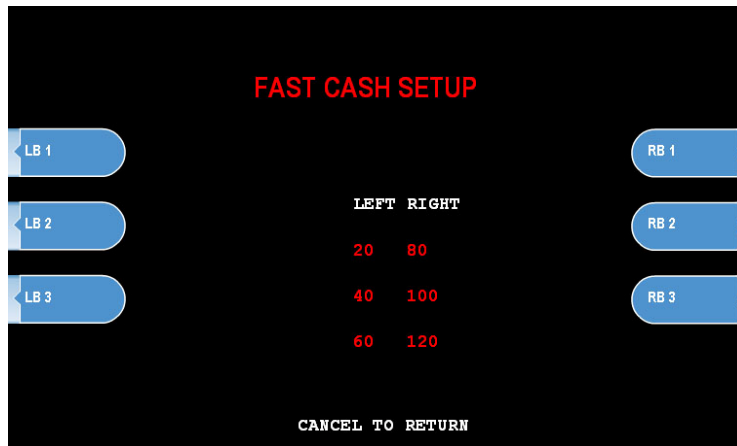 FAST CASH SETUP
LB 1
RB 1
LEFT RIGHT
LB 2
RB 2
20 80
LB 3
RB 3
40 100
60 120
CANCEL TO RETURN